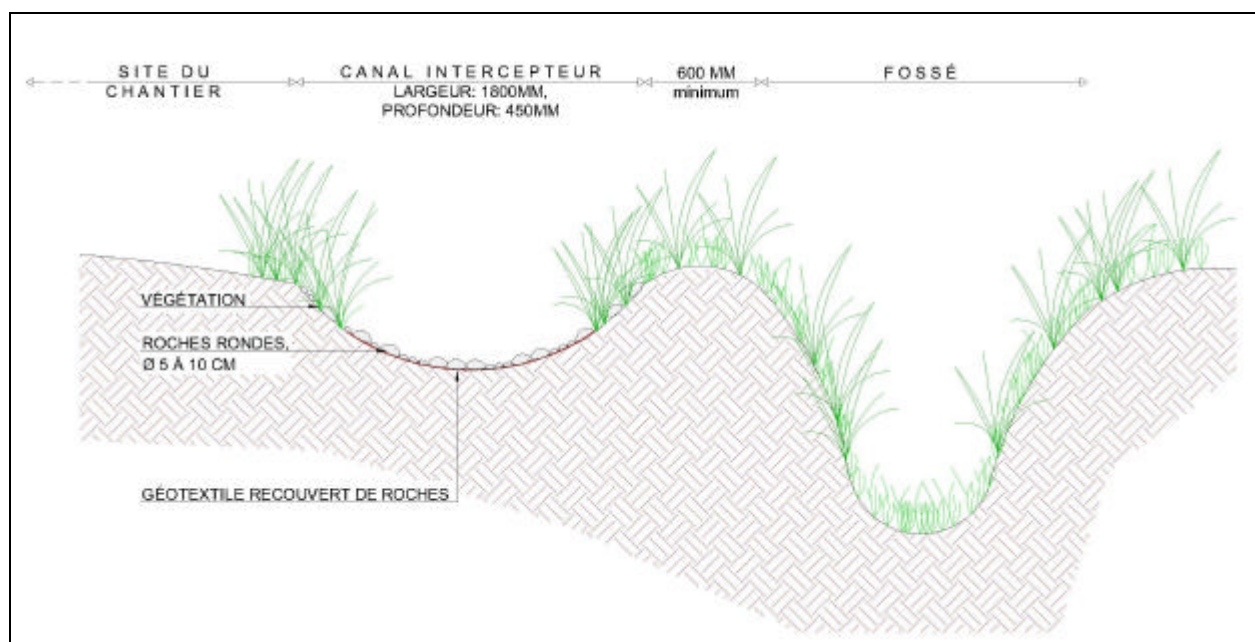 SITE DU
CHANTIER
CANAL INTERCEPTEUR
LARGEUR: 1800MM,
PROFONDEUR: 450MM
600 MM
minimum
FOSSÉ
VÉGÉTATION
ROCHES RONDES,
Ø 5 À 10 CM
GÉOTEXTILE RECOUVERT DE ROCHES